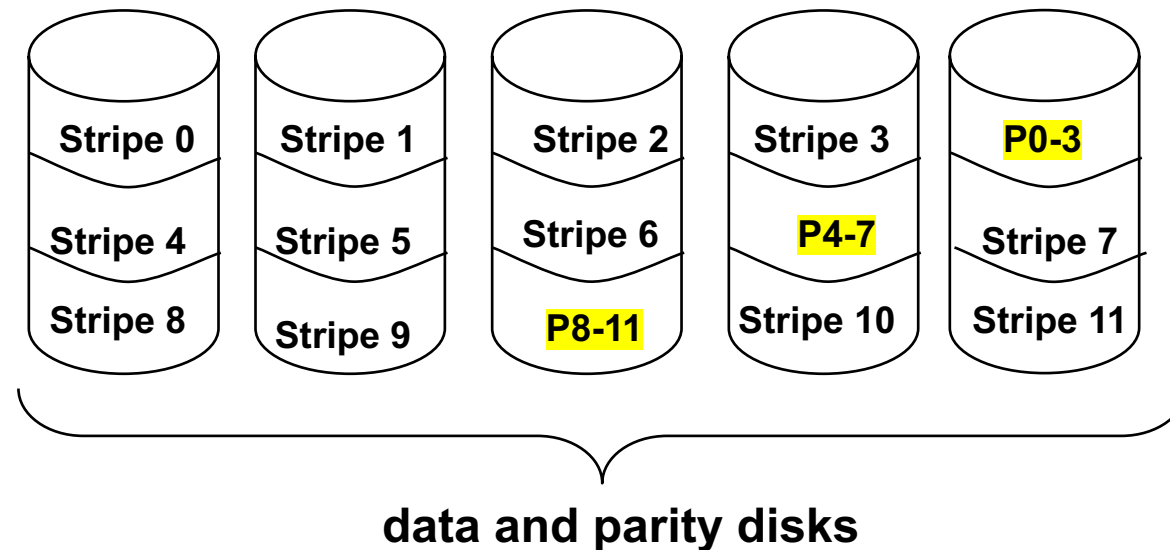 Stripe 0 Stripe 1 Stripe 2 Stripe 3 P0-3
Stripe 4 Stripe 5 Stripe 6 P4-7 Stripe 7
Stripe 8 Stripe 9 P8-11 Stripe 10 Stripe 11
data and parity disks